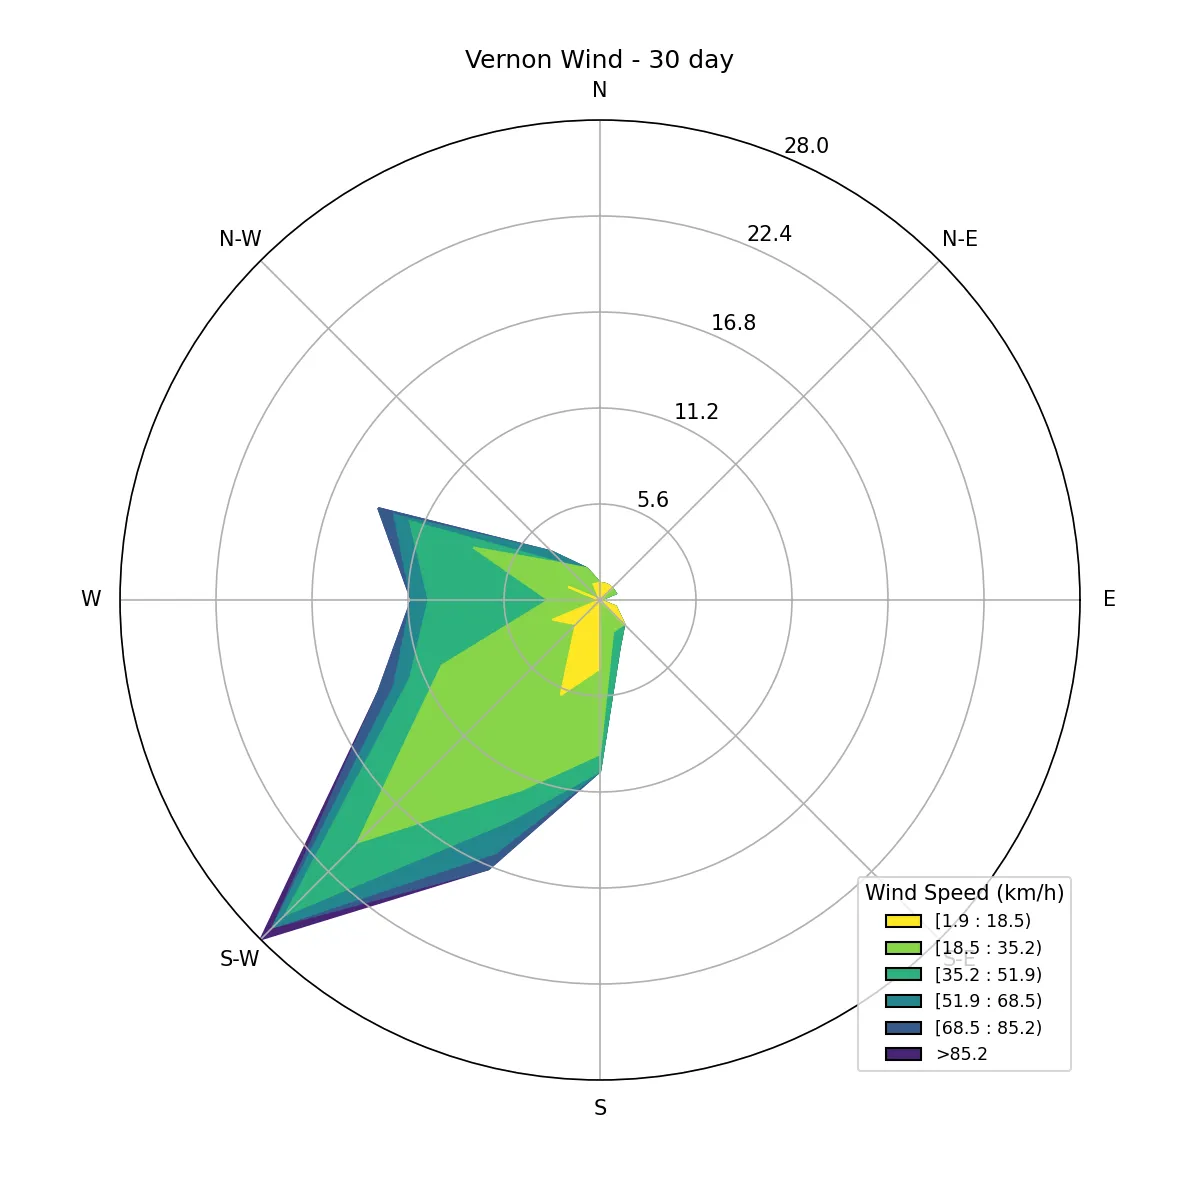 Vernon Wind - 30 day
N
28.0
N-W
22.4
N-E
16.8
11.2
5.6
W
E
Wind Speed (km/h)
[1.9 : 18.5)
[18.5 : 35.2)
S-W
S-E
[35.2 : 51.9)
[51.9 : 68.5)
[68.5 : 85.2)
>85.2
S